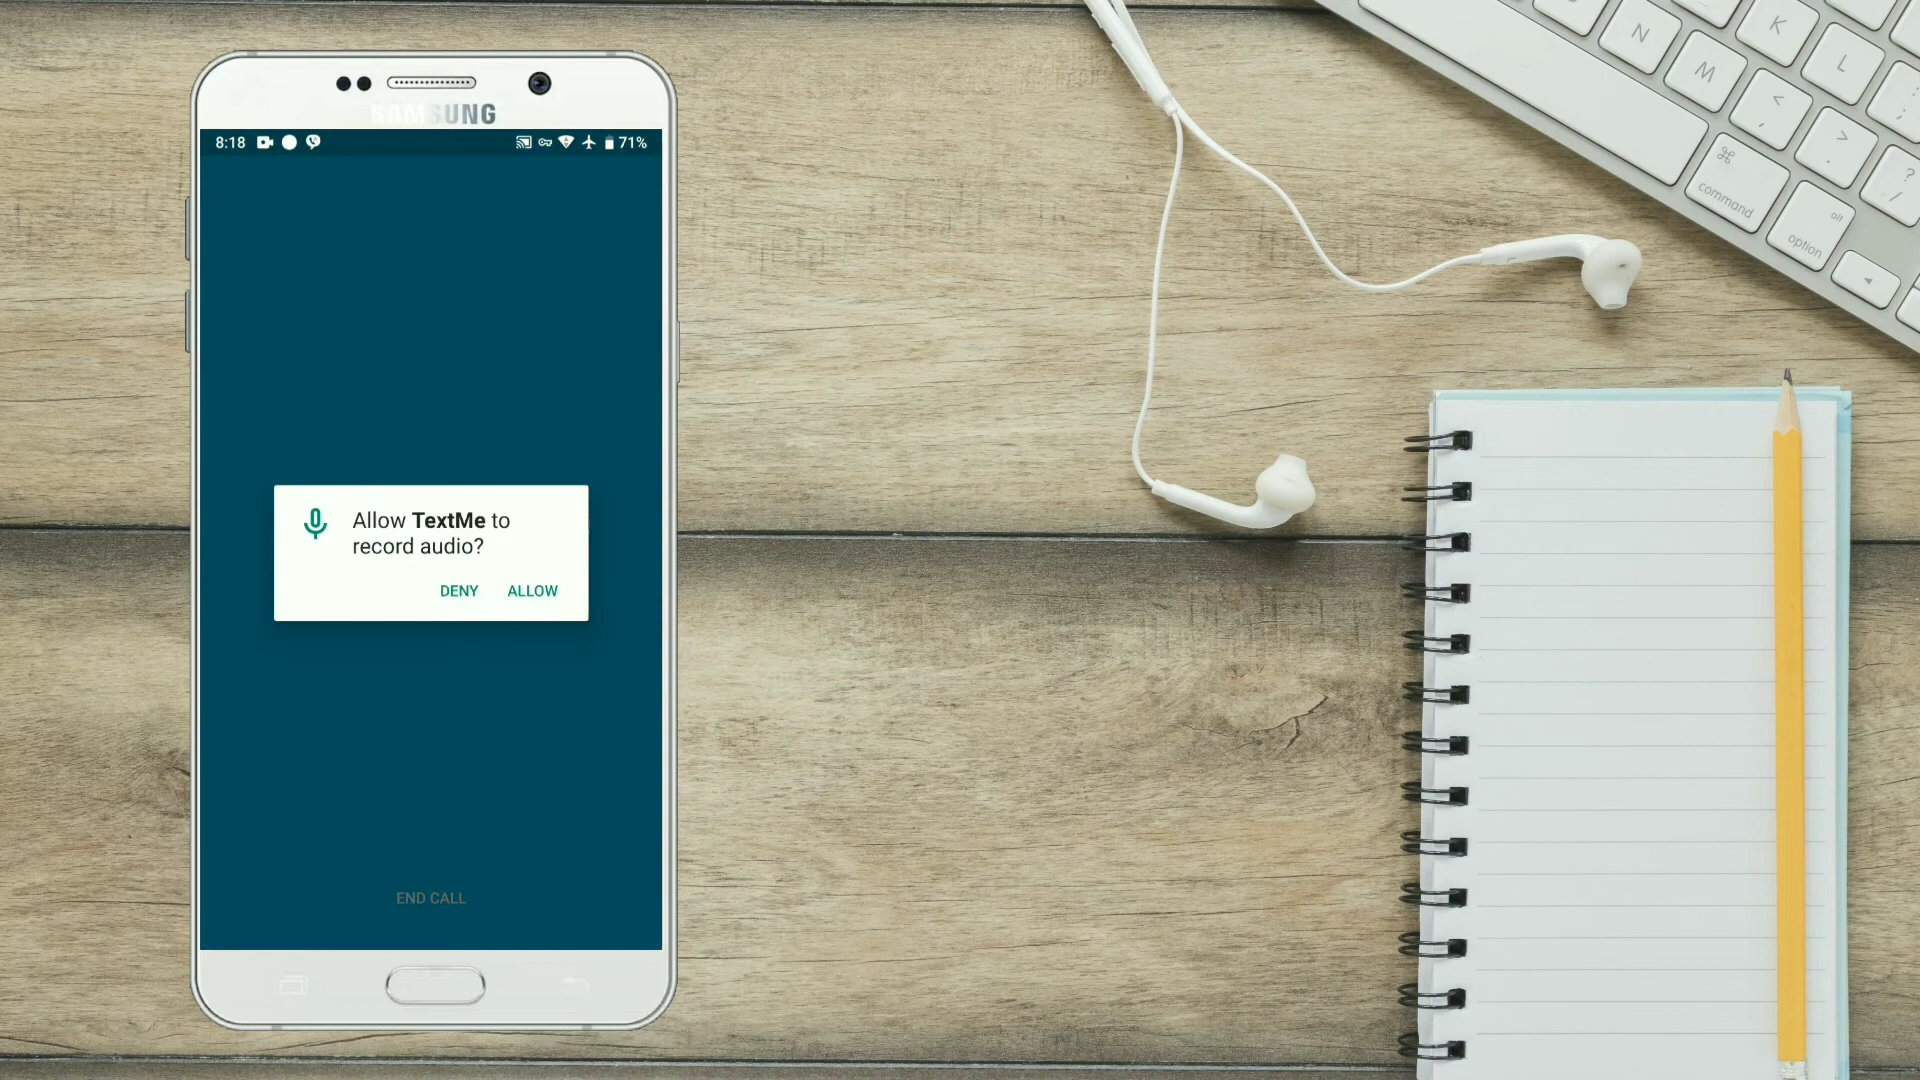 SAMSUNG
8:18
71%
Allow TextMe to
record audio?
DENY ALLOW
END CALL
N
M
K
L
<
,
>
.
:
;
?
/
⌘
command
alt
option
◄